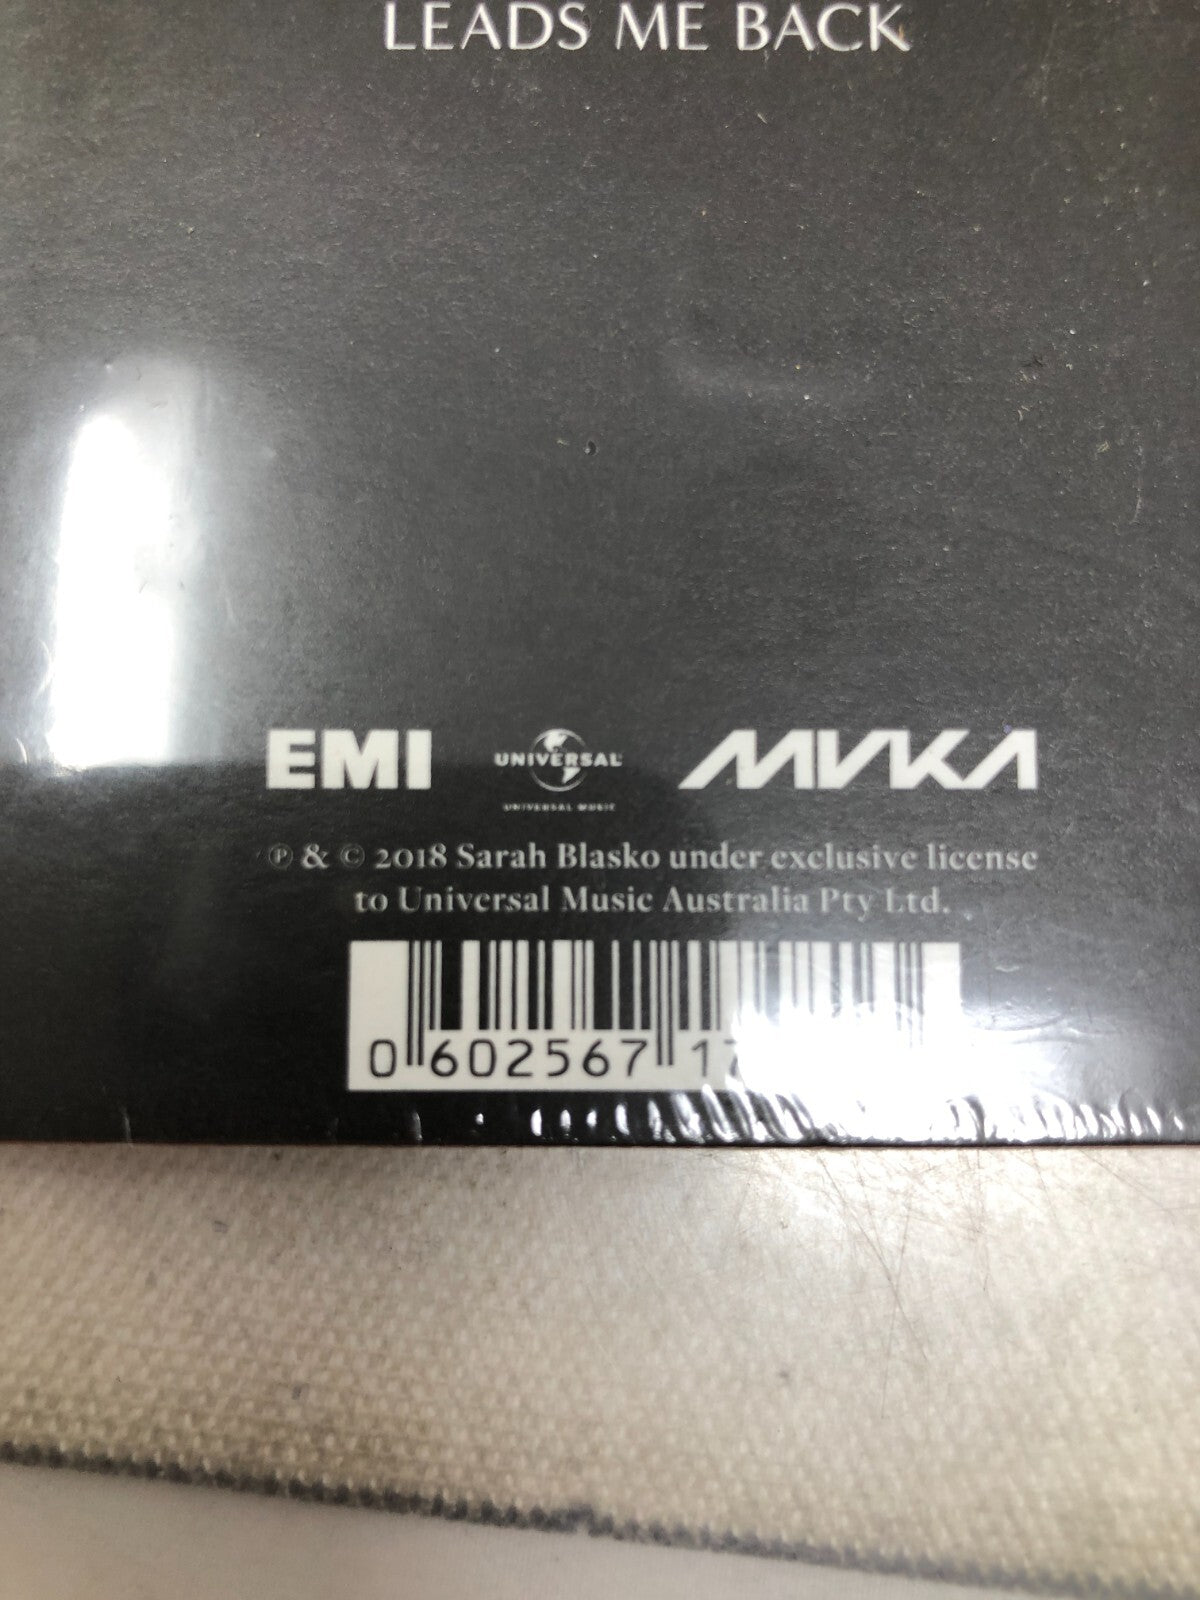 LEADS ME BACK
EMI
UNIVERSAL
UNIVERSAL MUSIC
MVKA
℗ & © 2018 Sarah Blasko under exclusive license
to Universal Music Australia Pty Ltd.
0 602567 17